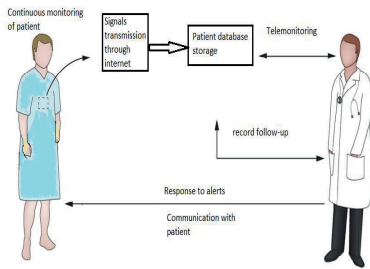 Continuous monitoring
of patient
Signals
transmission
through
internet
Patient database
storage
Telemonitoring
record follow-up
Response to alerts
Communication with
patient